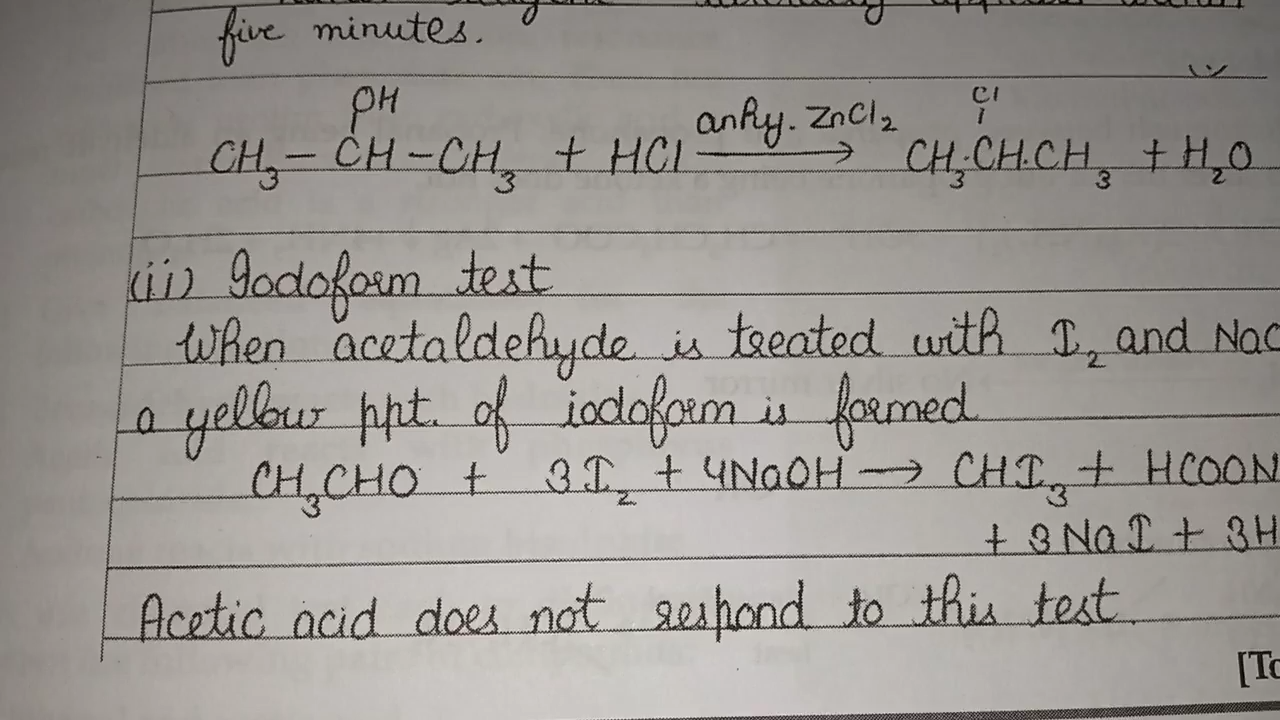 five minutes.
OH Cl
CH₃ – CH – CH₃ + HCl anhy. ZnCl₂ → CH₃·CH·CH₃ + H₂O
(ii) Iodoform test
When acetaldehyde is treated with I₂ and NaO
a yellow ppt. of iodoform is formed
CH₃CHO + 3I₂ + 4NaOH → CHI₃ + HCOON
+ 3NaI + 3H
Acetic acid does not respond to this test.
[To